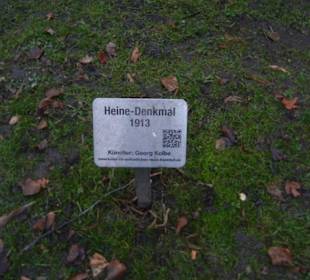 Heine-Denkmal
1913
Künstler: Georg Kolbe